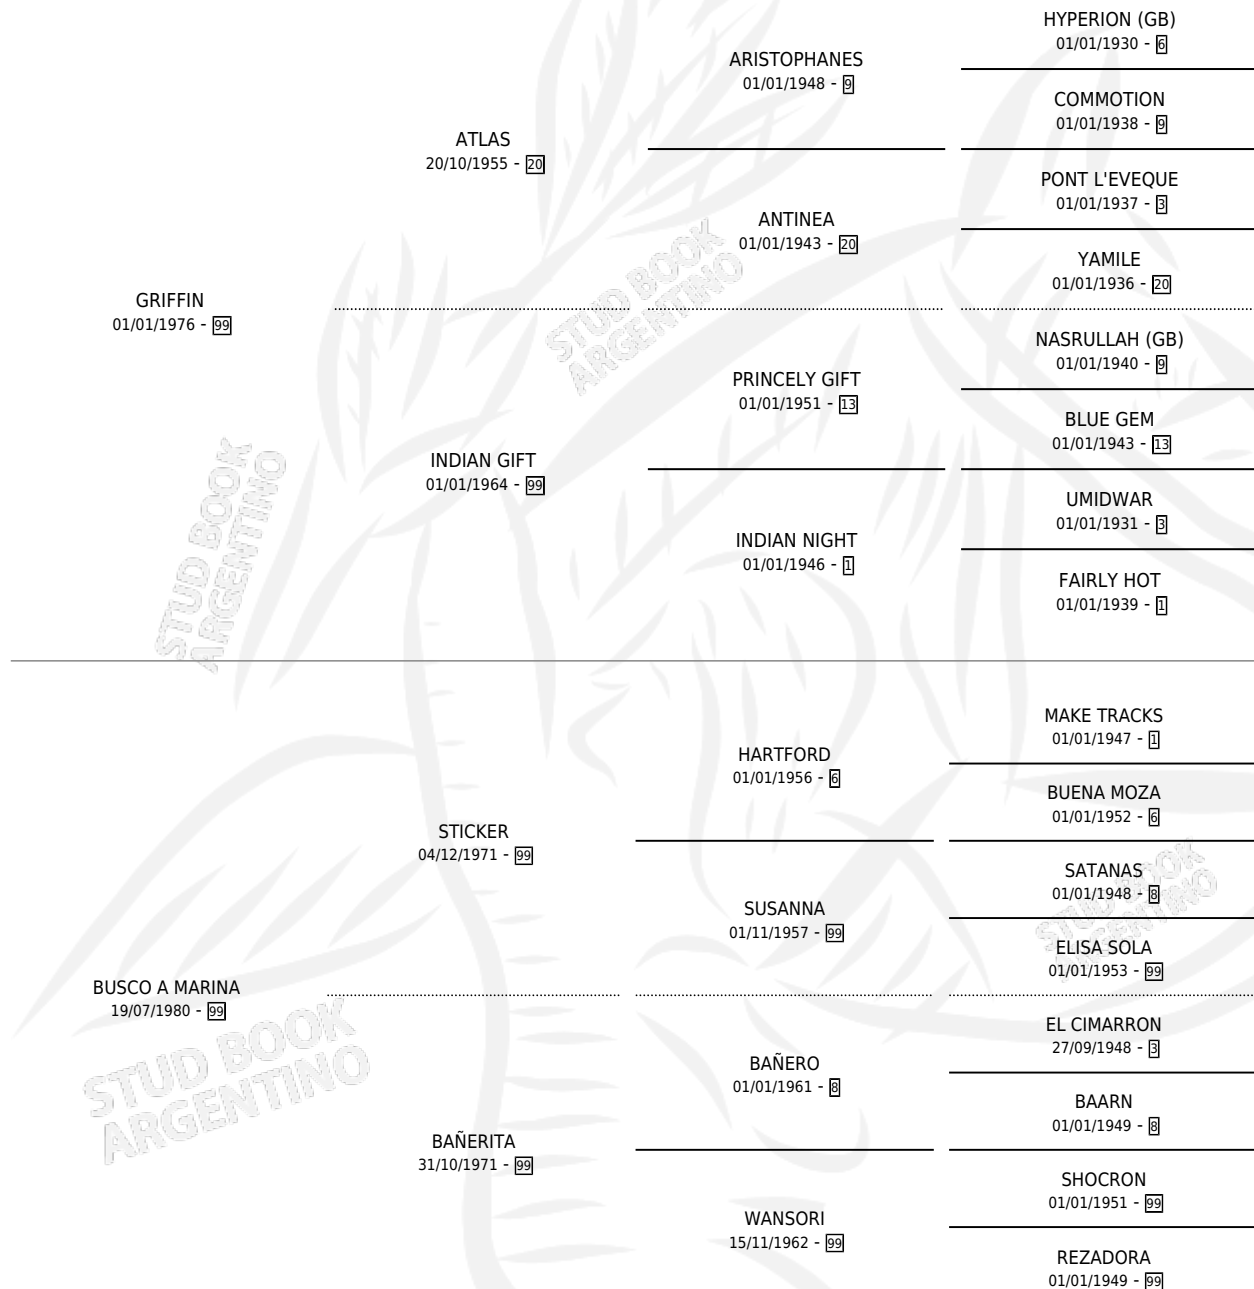 HYPERION (GB)
01/01/1930 - 6
ARISTOPHANES
01/01/1948 - 9
COMMOTION
01/01/1938 - 9
ATLAS
20/10/1955 - 20
PONT L'EVEQUE
01/01/1937 - 3
ANTINEA
01/01/1943 - 20
YAMILE
01/01/1936 - 20
GRIFFIN
01/01/1976 - 99
NASRULLAH (GB)
01/01/1940 - 9
PRINCELY GIFT
01/01/1951 - 13
BLUE GEM
01/01/1943 - 13
INDIAN GIFT
01/01/1964 - 99
UMIDWAR
01/01/1931 - 3
INDIAN NIGHT
01/01/1946 - 1
FAIRLY HOT
01/01/1939 - 1
MAKE TRACKS
01/01/1947 - 1
HARTFORD
01/01/1956 - 6
BUENA MOZA
01/01/1952 - 6
STICKER
04/12/1971 - 99
SATANAS
01/01/1948 - 8
SUSANNA
01/11/1957 - 99
ELISA SOLA
01/01/1953 - 99
BUSCO A MARINA
19/07/1980 - 99
EL CIMARRON
27/09/1948 - 3
BAÑERO
01/01/1961 - 8
BAARN
01/01/1949 - 8
BAÑERITA
31/10/1971 - 99
SHOCRON
01/01/1951 - 99
WANSORI
15/11/1962 - 99
REZADORA
01/01/1949 - 99
STUD BOOK
ARGENTINO
STUD BOOK
ARGENTINO
STUD BOOK
ARGENTINO
STUD BOOK
ARGENTINO